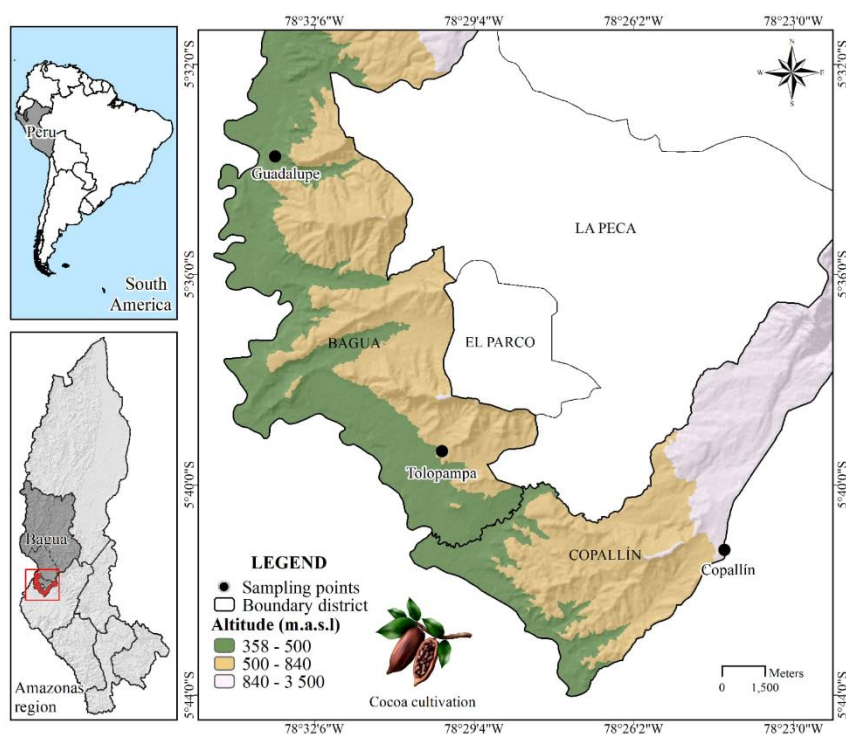 Peru
South
America
Bagua
Amazonas
region
78°32'6"W
78°29'4"W
78°26'2"W
78°23'0"W
5°32'0"S
5°36'0"S
5°40'0"S
5°44'0"S
5°32'0"S
5°36'0"S
5°40'0"S
5°44'0"S
N
W
E
S
Guadalupe
LA PECA
BAGUA
EL PARCO
Tolopampa
COPALLÍN
Copallín
LEGEND
Sampling points
Boundary district
Altitude (m.a.s.l)
358 - 500
500 - 840
840 - 3 500
Cocoa cultivation
Meters
0 1,500
78°32'6"W
78°29'4"W
78°26'2"W
78°23'0"W